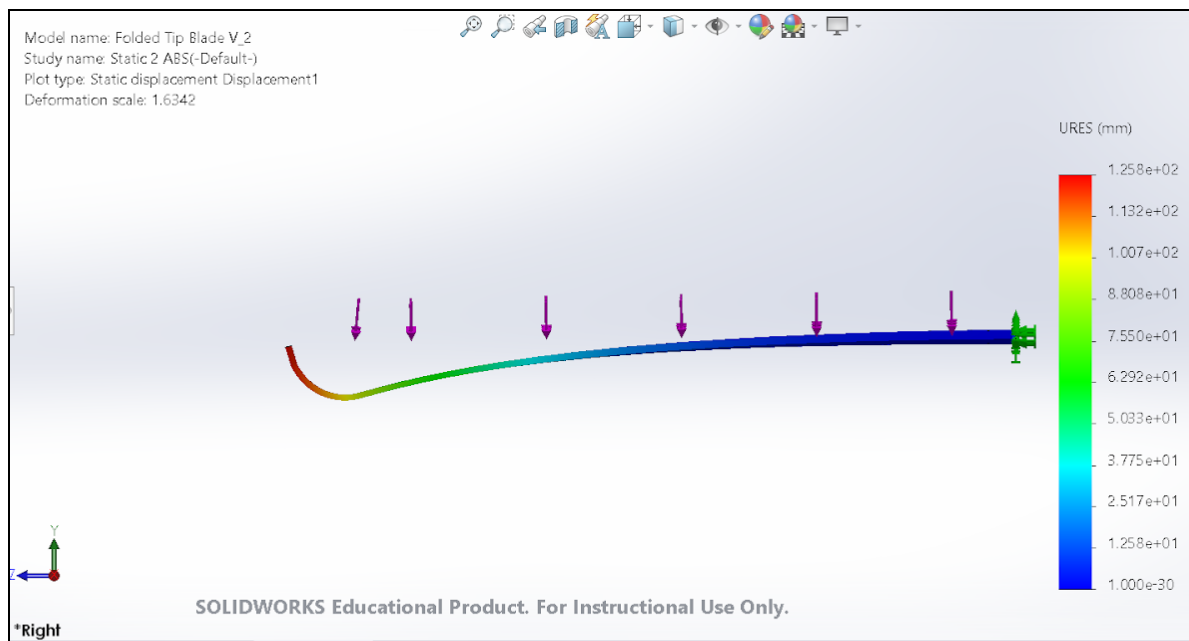 Model name: Folded Tip Blade V_2
Study name: Static 2 ABS(-Default-)
Plot type: Static displacement Displacement1
Deformation scale: 1.6342
URES (mm)
1.258e+02
1.132e+02
1.007e+02
8.808e+01
7.550e+01
6.292e+01
5.033e+01
3.775e+01
2.517e+01
1.258e+01
1.000e-30
Y
Z
SOLIDWORKS Educational Product. For Instructional Use Only.
*Right